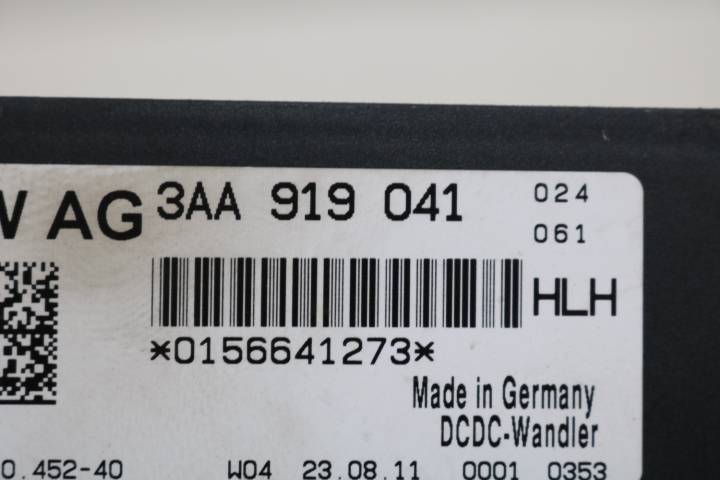 W AG 3AA 919 041 024
061
HLH
*0156641273*
Made in Germany
DCDC-Wandler
0.452-40 W04 23.08.11 0001 0353